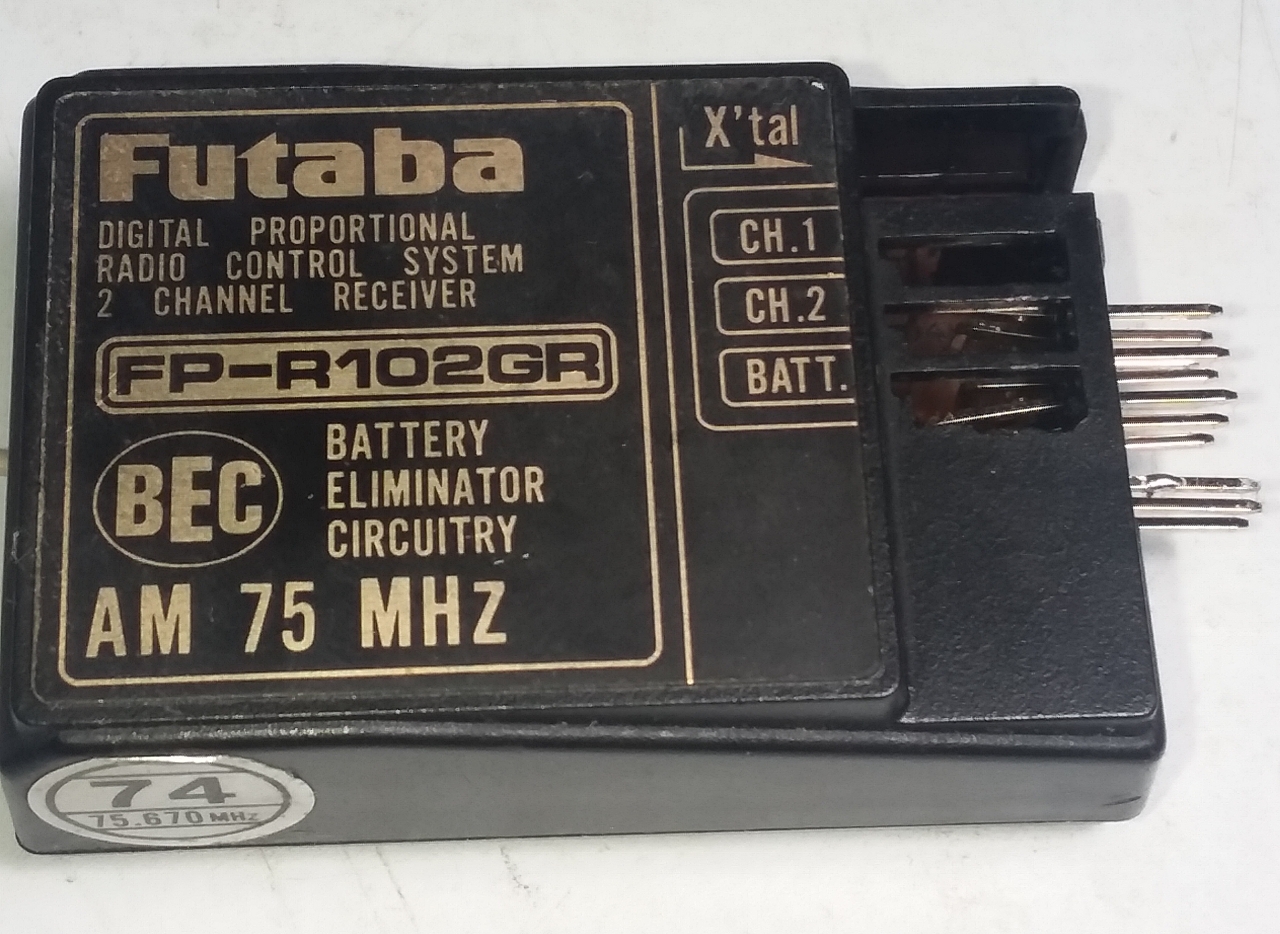 Futaba
DIGITAL PROPORTIONAL
RADIO CONTROL SYSTEM
2 CHANNEL RECEIVER
FP-R102GR
BEC
BATTERY
ELIMINATOR
CIRCUITRY
AM 75 MHz
X'tal
CH.1
CH.2
BATT.
74
75.670 MHz